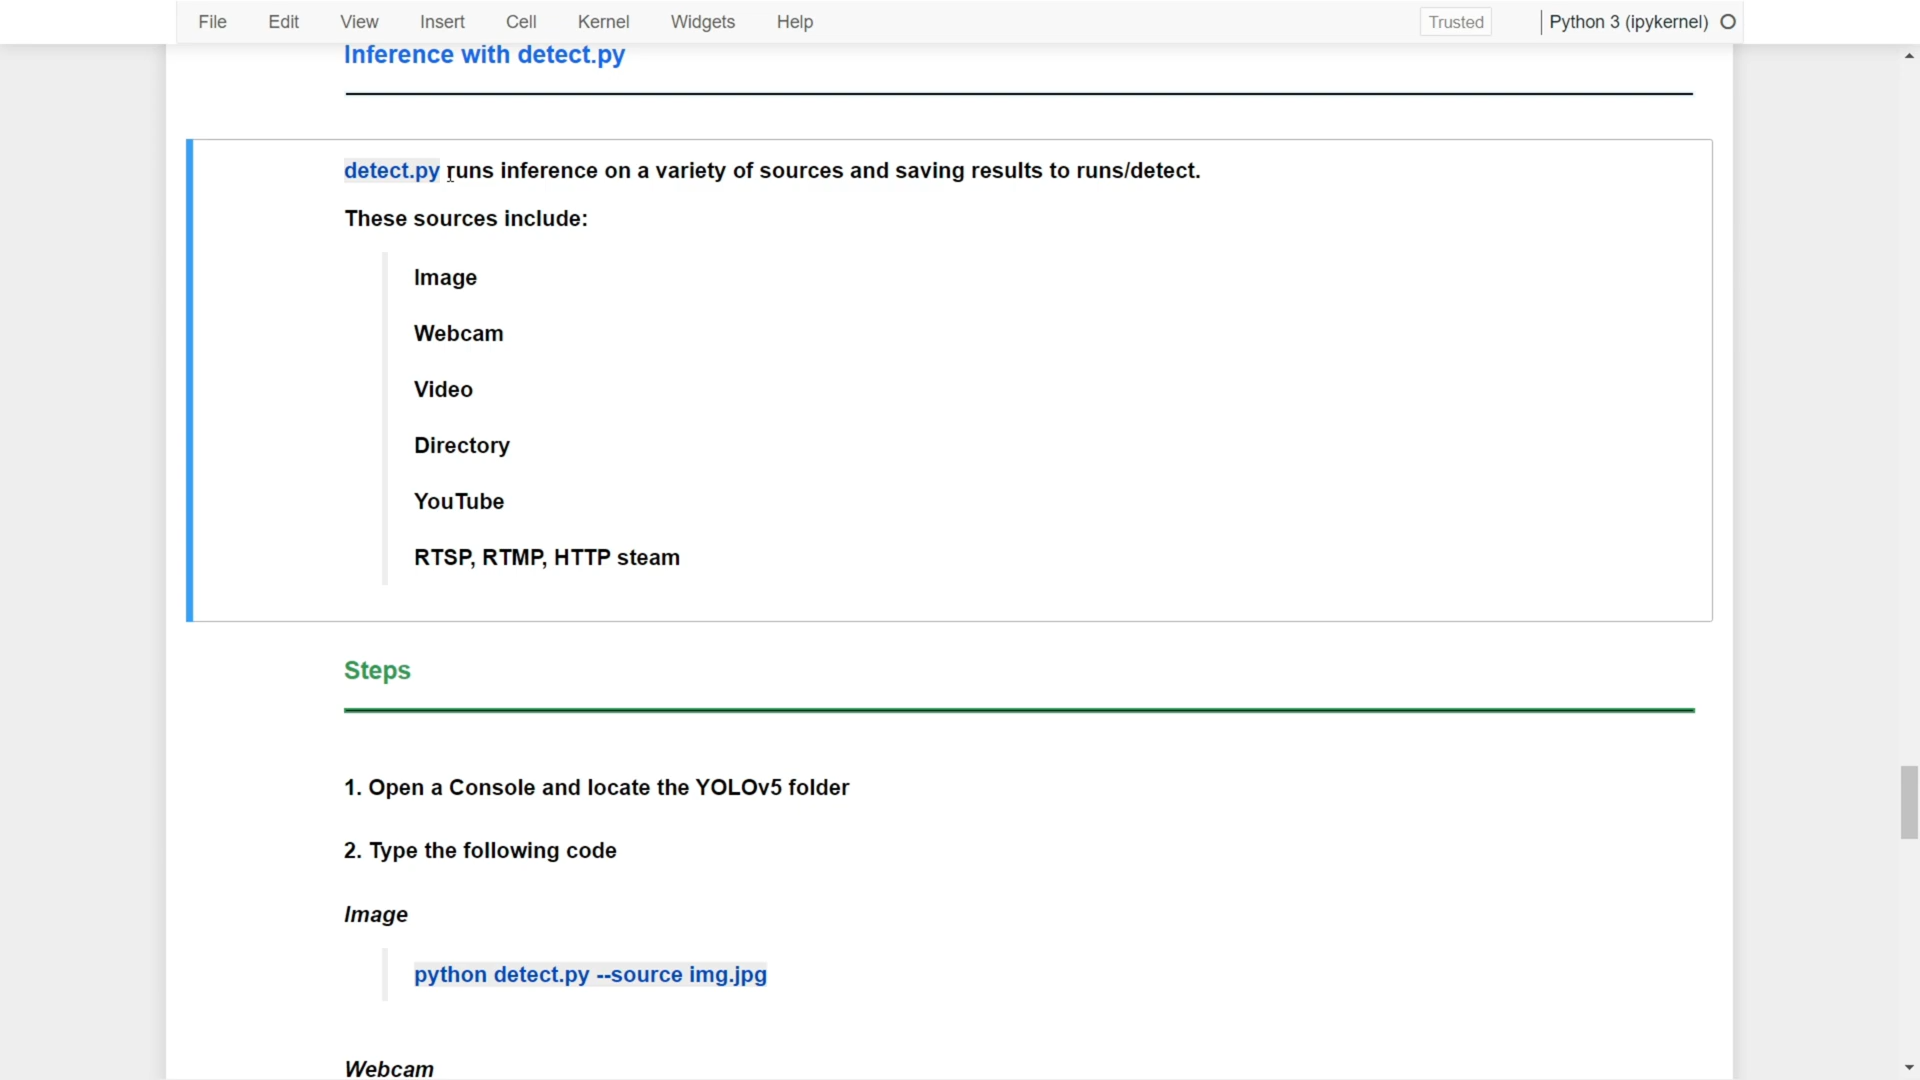 File Edit View Insert Cell Kernel Widgets Help Trusted Python 3 (ipykernel)
Inference with detect.py
detect.py runs inference on a variety of sources and saving results to runs/detect.
These sources include:
Image
Webcam
Video
Directory
YouTube
RTSP, RTMP, HTTP steam
Steps
1. Open a Console and locate the YOLOv5 folder
2. Type the following code
Image
python detect.py --source img.jpg
Webcam